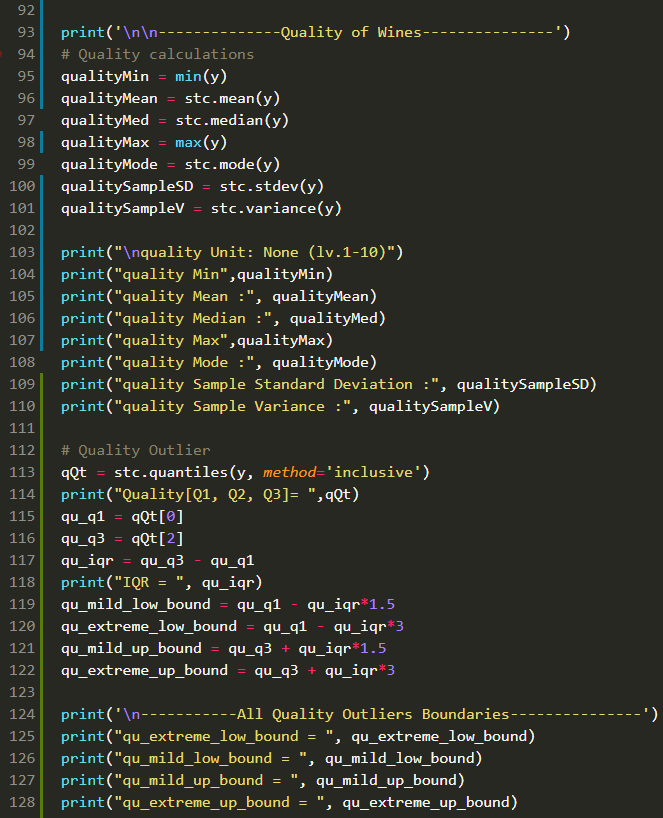 92
93 print('\n\n--------------Quality of Wines---------------')
94 # Quality calculations
95 qualityMin = min(y)
96 qualityMean = stc.mean(y)
97 qualityMed = stc.median(y)
98 qualityMax = max(y)
99 qualityMode = stc.mode(y)
100 qualitySampleSD = stc.stdev(y)
101 qualitySampleV = stc.variance(y)
102
103 print("\nquality Unit: None (lv.1-10)")
104 print("quality Min",qualityMin)
105 print("quality Mean :", qualityMean)
106 print("quality Median :", qualityMed)
107 print("quality Max",qualityMax)
108 print("quality Mode :", qualityMode)
109 print("quality Sample Standard Deviation :", qualitySampleSD)
110 print("quality Sample Variance :", qualitySampleV)
111
112 # Quality Outlier
113 qQt = stc.quantiles(y, method='inclusive')
114 print("Quality[Q1, Q2, Q3]= ",qQt)
115 qu_q1 = qQt[0]
116 qu_q3 = qQt[2]
117 qu_iqr = qu_q3 - qu_q1
118 print("IQR = ", qu_iqr)
119 qu_mild_low_bound = qu_q1 - qu_iqr*1.5
120 qu_extreme_low_bound = qu_q1 - qu_iqr*3
121 qu_mild_up_bound = qu_q3 + qu_iqr*1.5
122 qu_extreme_up_bound = qu_q3 + qu_iqr*3
123
124 print('\n-----------All Quality Outliers Boundaries---------------')
125 print("qu_extreme_low_bound = ", qu_extreme_low_bound)
126 print("qu_mild_low_bound = ", qu_mild_low_bound)
127 print("qu_mild_up_bound = ", qu_mild_up_bound)
128 print("qu_extreme_up_bound = ", qu_extreme_up_bound)